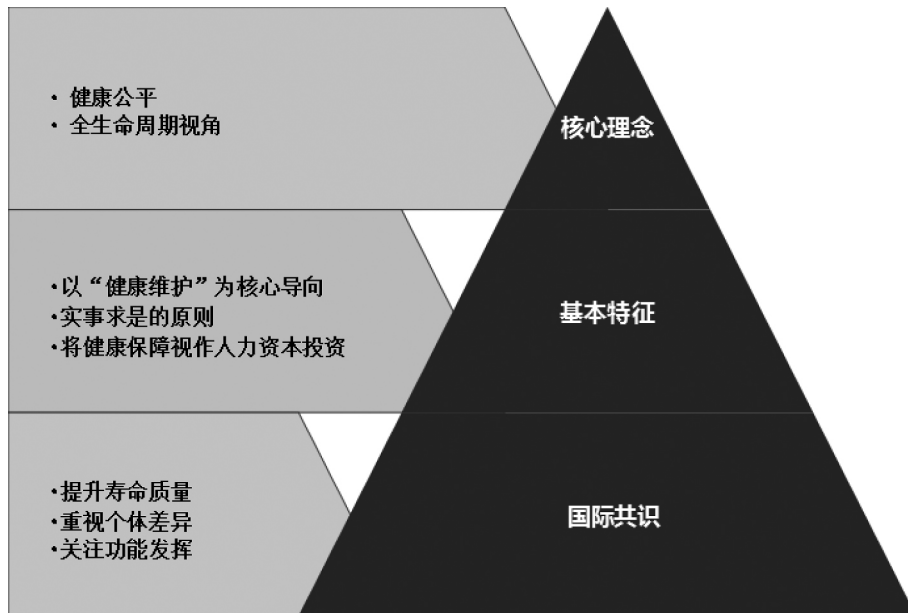 • 健康公平
• 全生命周期视角
核心理念
•以“健康维护”为核心导向
•实事求是的原则
•将健康保障视作人力资本投资
基本特征
•提升寿命质量
•重视个体差异
•关注功能发挥
国际共识